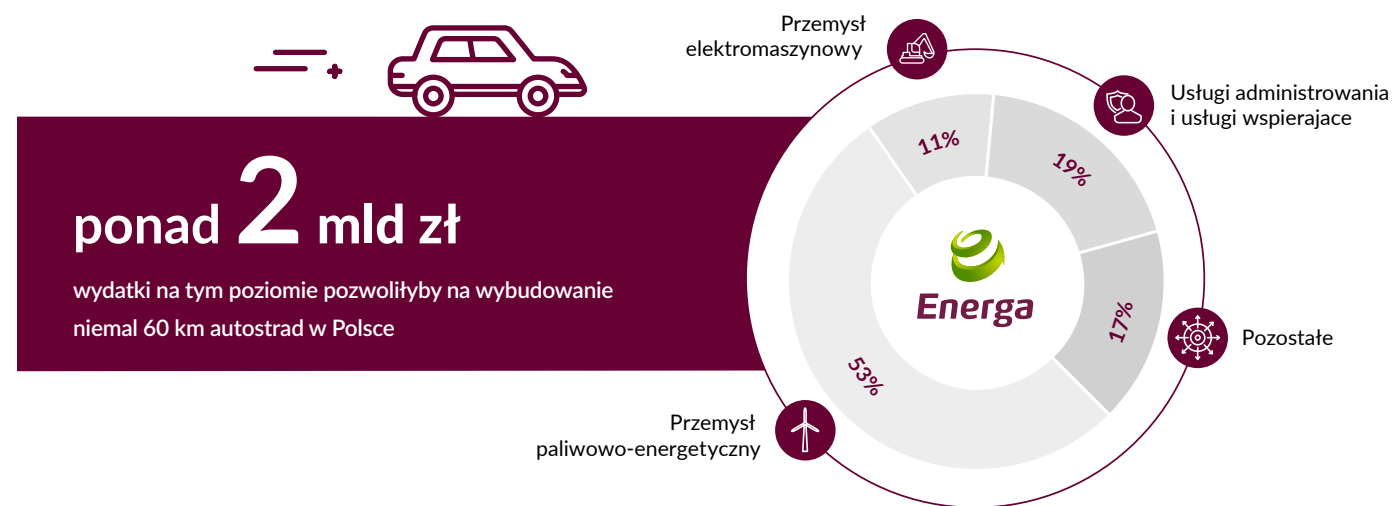 ponad 2 mld zł
wydatki na tym poziomie pozwoliłyby na wybudowanie
niemal 60 km autostrad w Polsce
Przemysł
elektromaszynowy
11%
Usługi administrowania
i usługi wspierajace
19%
Energa
17%
Pozostałe
53%
Przemysł
paliwowo-energetyczny